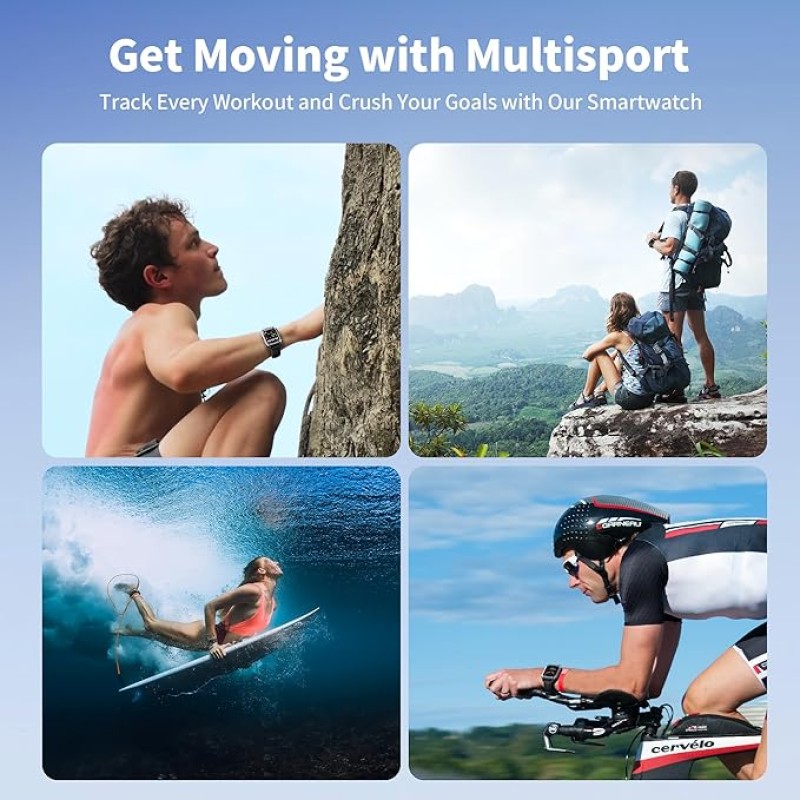 Get Moving with Multisport
Track Every Workout and Crush Your Goals with Our Smartwatch
GARNEAU
cervélo